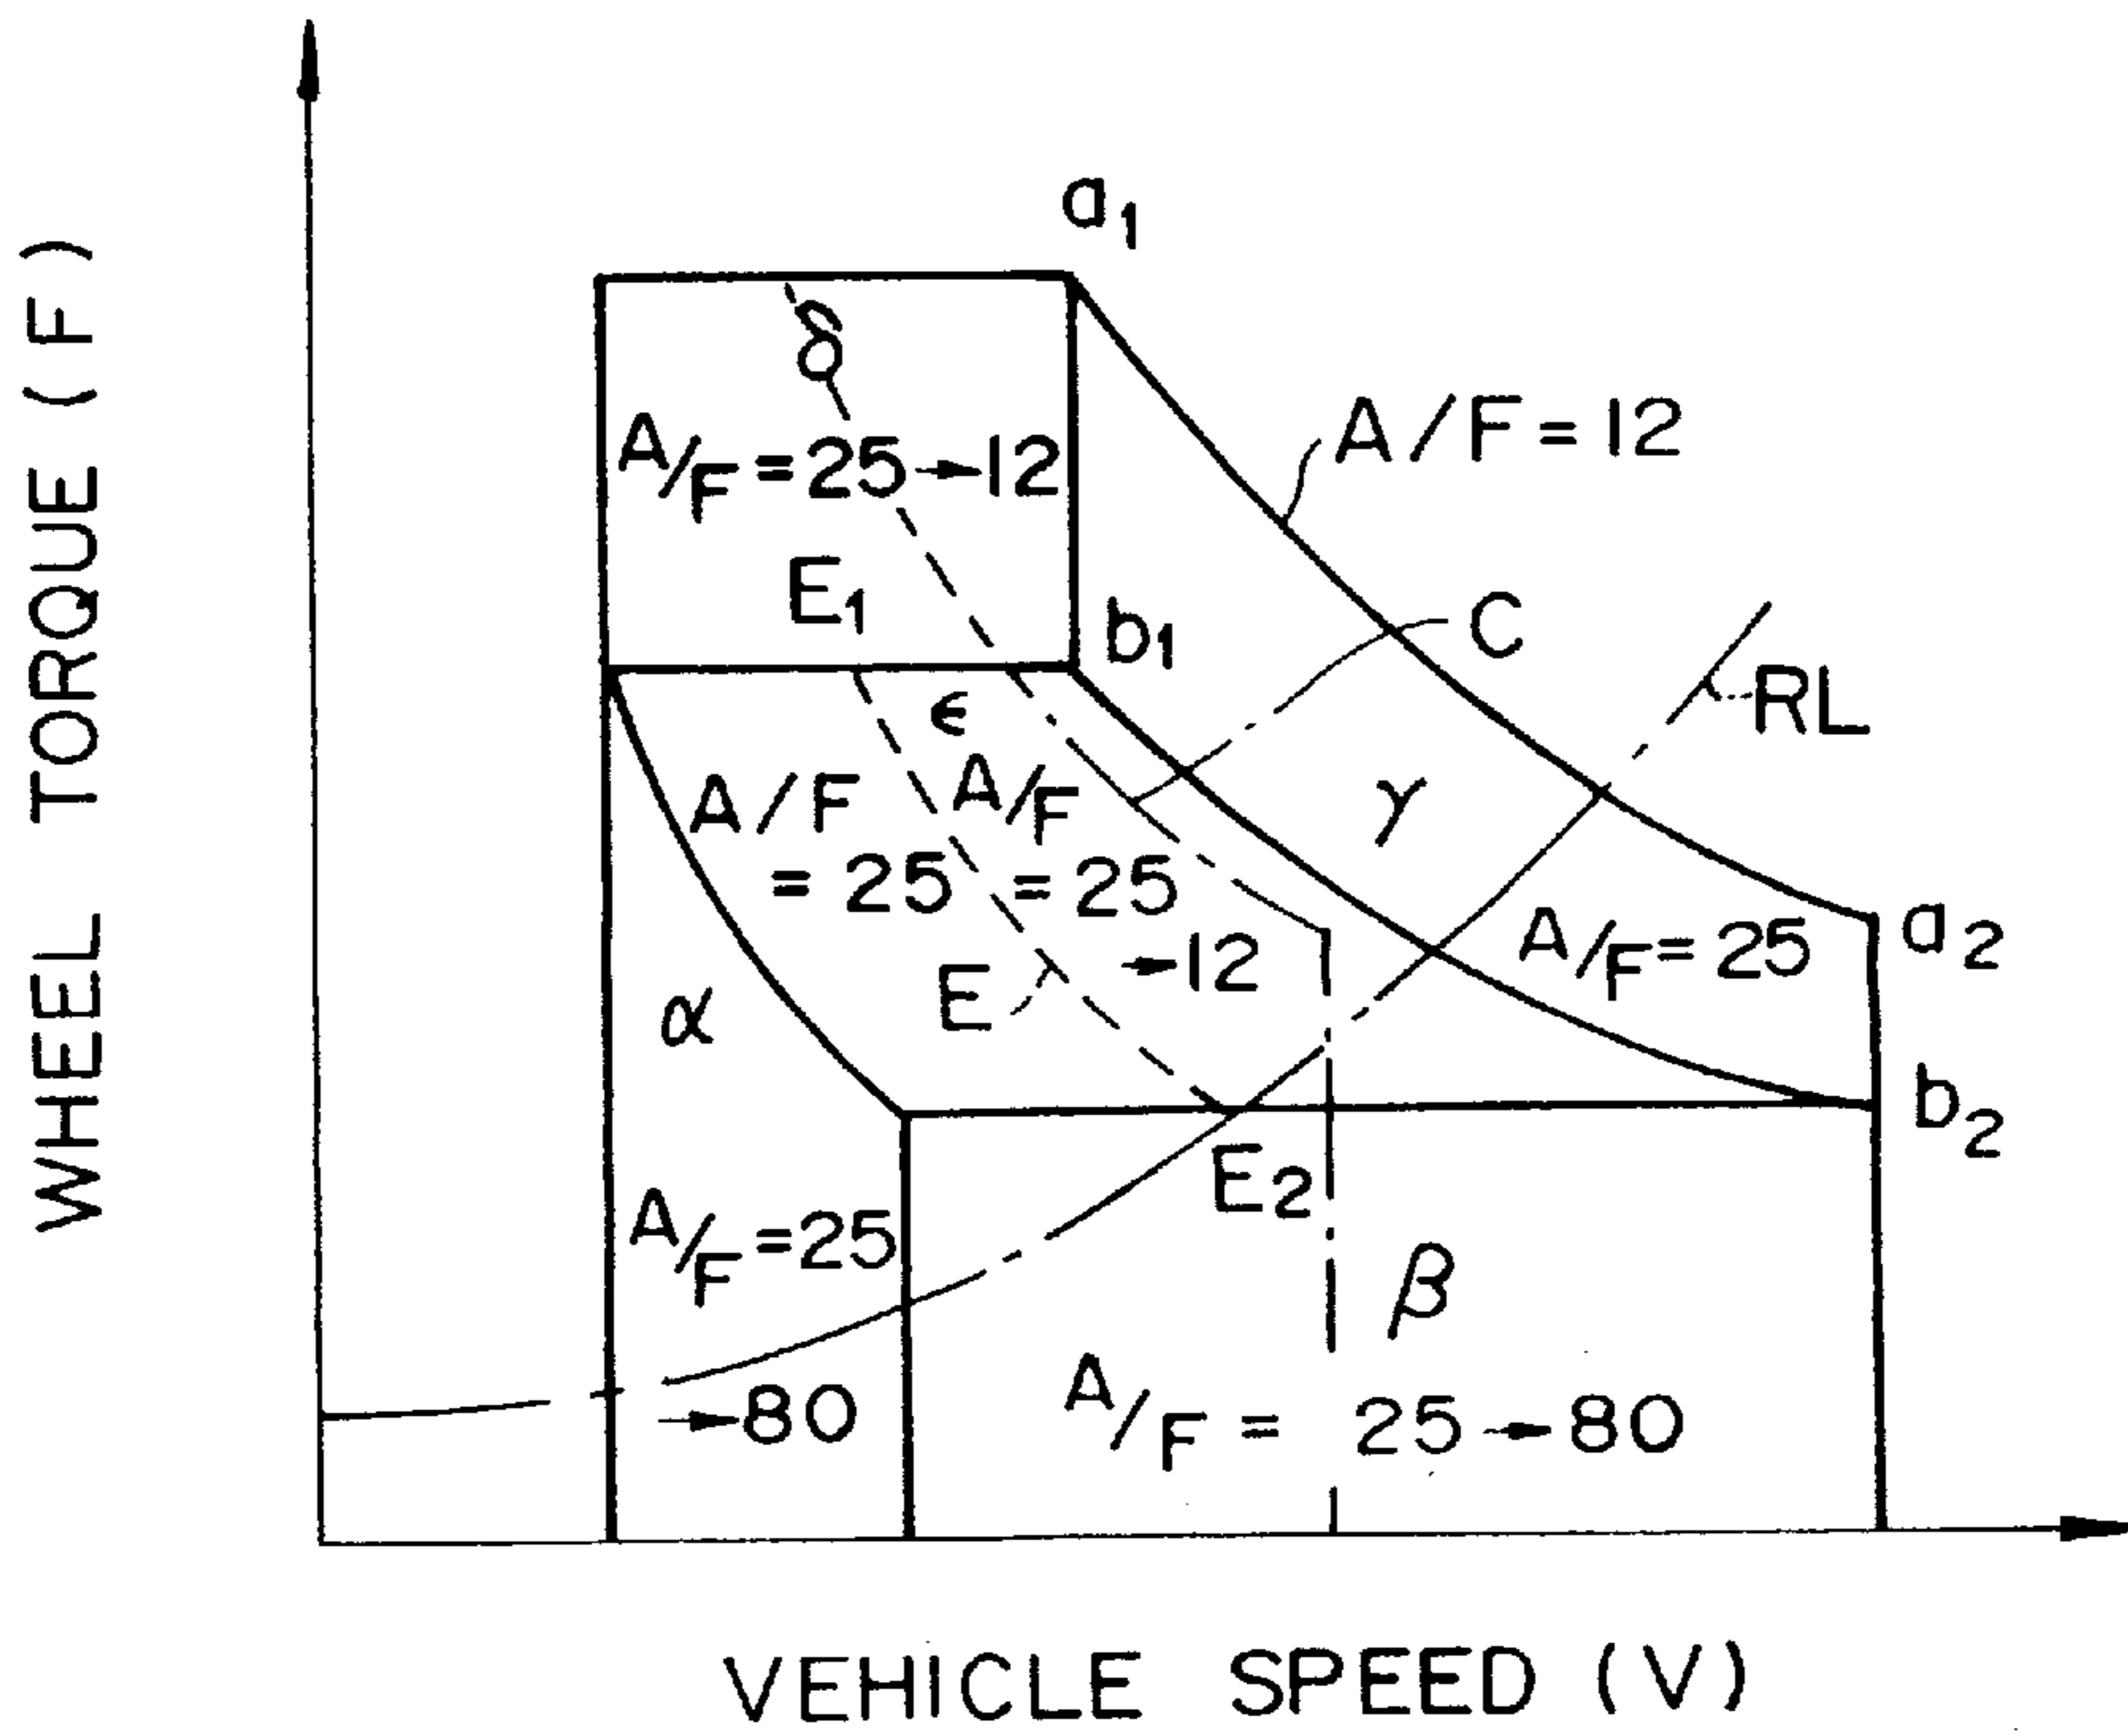 WHEEL TORQUE (F)
a1
δ
A/F=25→12
A/F=12
E1
b1
C
RL
ϵ
A/F
=25
A/F
=25
→12
γ
E
α
A/F=25
a2
b2
E2
A/F=25
→80
β
A/F= 25→80
VEHICLE SPEED (V)